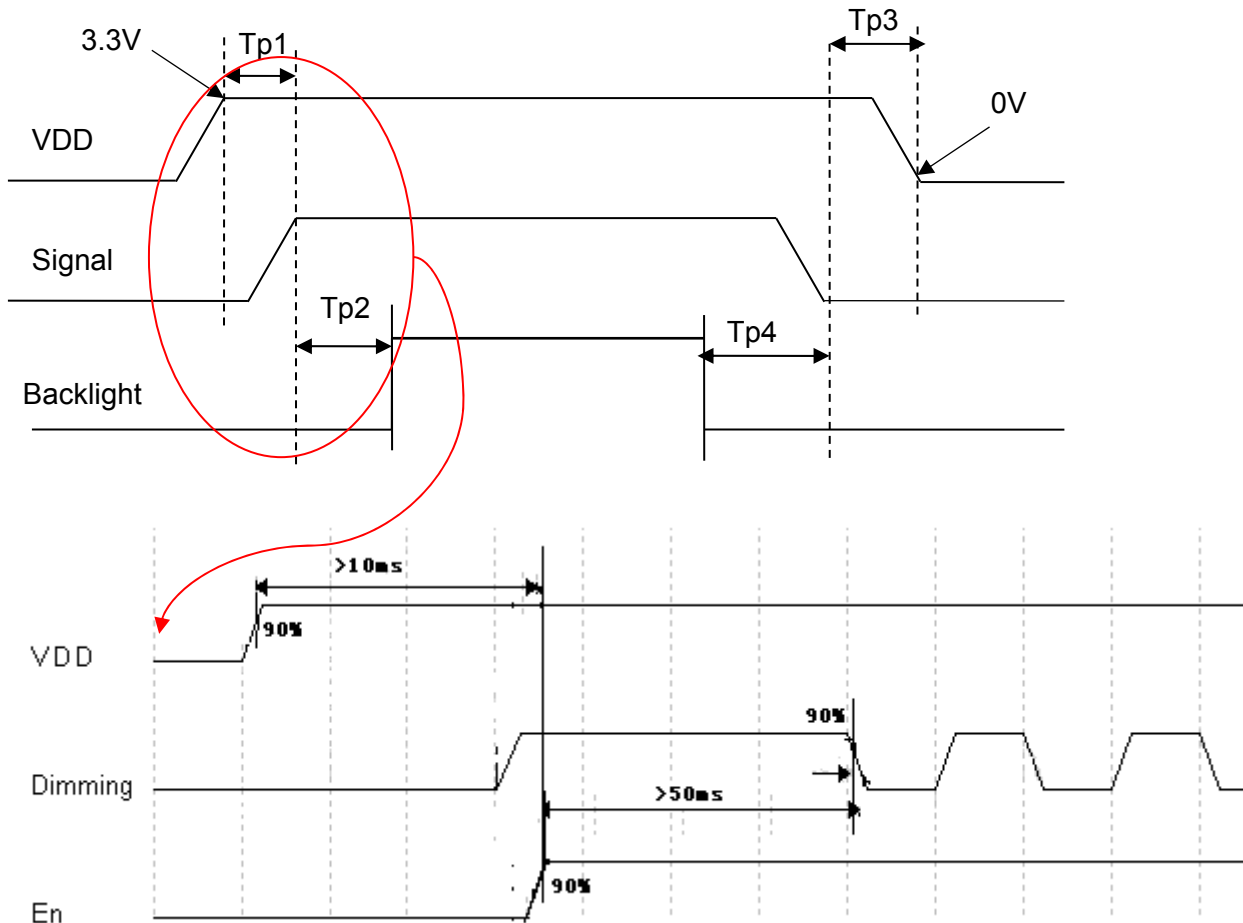 Tp3
Tp1
3.3V
0V
VDD
Signal
Tp2
Tp4
Backlight
>10ms
90%
VDD
90%
Dimming
>50ms
90%
En